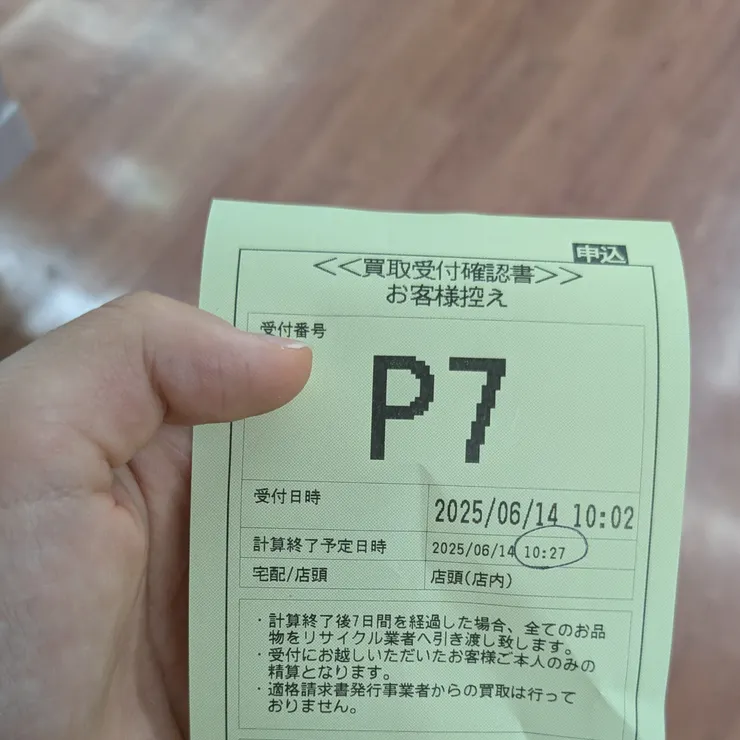 申込
<<買取受付確認書>>
お客様控え
受付番号
P7
受付日時 2025/06/14 10:02
計算終了予定日時 2025/06/14 10:27
宅配/店頭 店頭(店内)
・計算終了後7日間を経過した場合、全てのお品
物をリサイクル業者へ引き渡し致します。
・受付にお越しいただいたお客様ご本人のみの
精算となります。
・適格請求書発行事業者からの買取は行って
おりません。